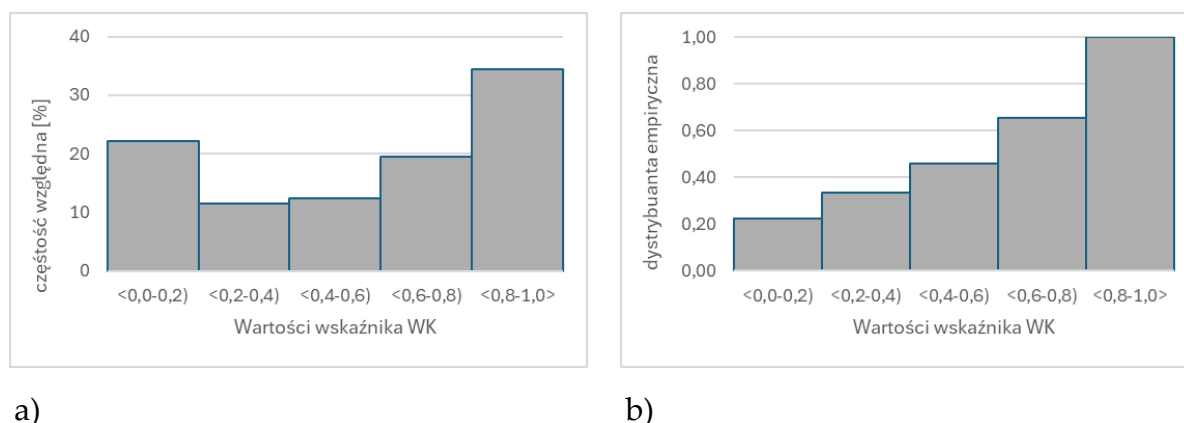 częstość względna [%]
40
30
20
10
0
<0,0-0,2) <0,2-0,4) <0,4-0,6) <0,6-0,8) <0,8-1,0>
Wartości wskaźnika WK
a)
dystrybuanta empiryczna
1,00
0,80
0,60
0,40
0,20
0,00
<0,0-0,2) <0,2-0,4) <0,4-0,6) <0,6-0,8) <0,8-1,0>
Wartości wskaźnika WK
b)